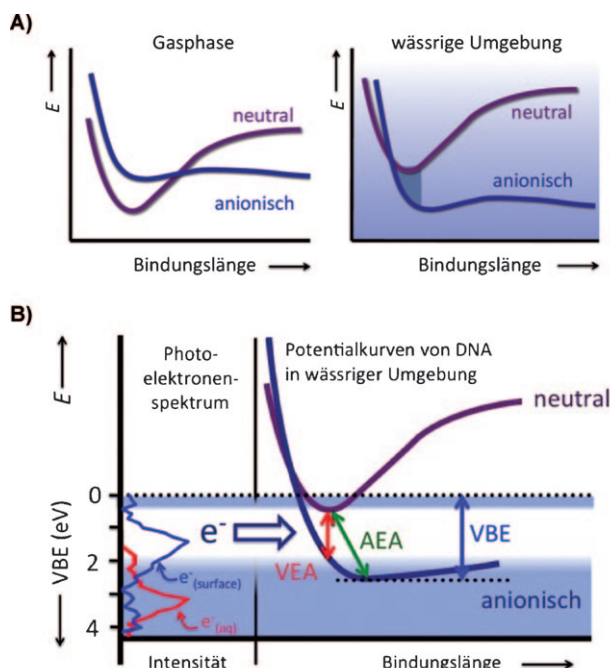 A)
Gasphase
wässrige Umgebung
E
neutral
anionisch
Bindungslänge
E
neutral
anionisch
Bindungslänge
B)
E
Photo-
elektronen-
spektrum
Potentialkurven von DNA
in wässriger Umgebung
neutral
0
e-
VEA
AEA
VBE
VBE (eV)
2
e-(surface)
anionisch
e-(aq)
4
Intensität
Bindungslänge